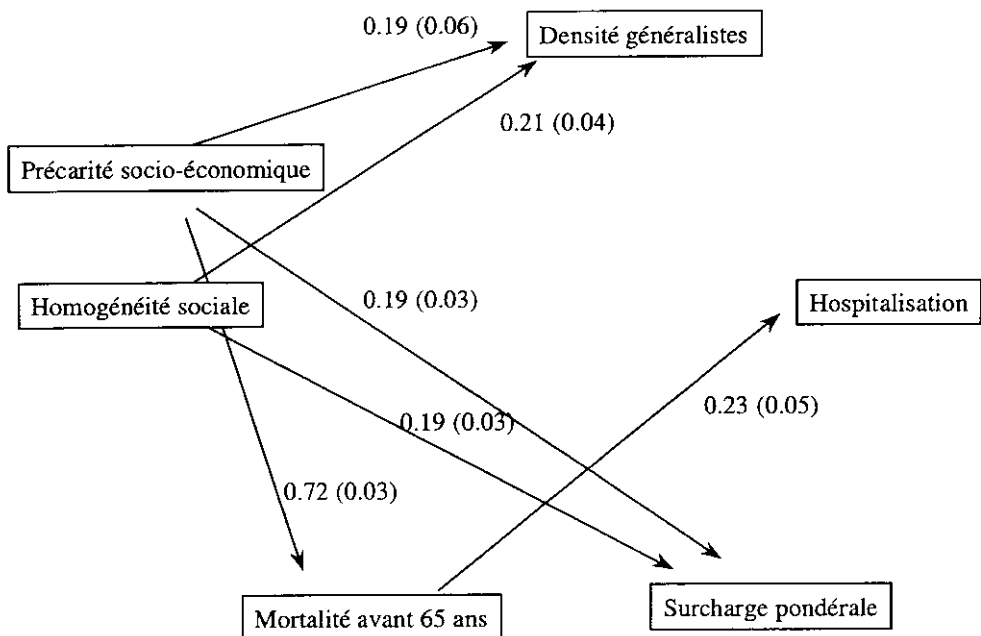 0.19 (0.06)
Densité généralistes
0.21 (0.04)
Précarité socio-économique
Homogénéité sociale
0.19 (0.03)
Hospitalisation
0.23 (0.05)
0.19 (0.03)
0.72 (0.03)
Mortalité avant 65 ans
Surcharge pondérale